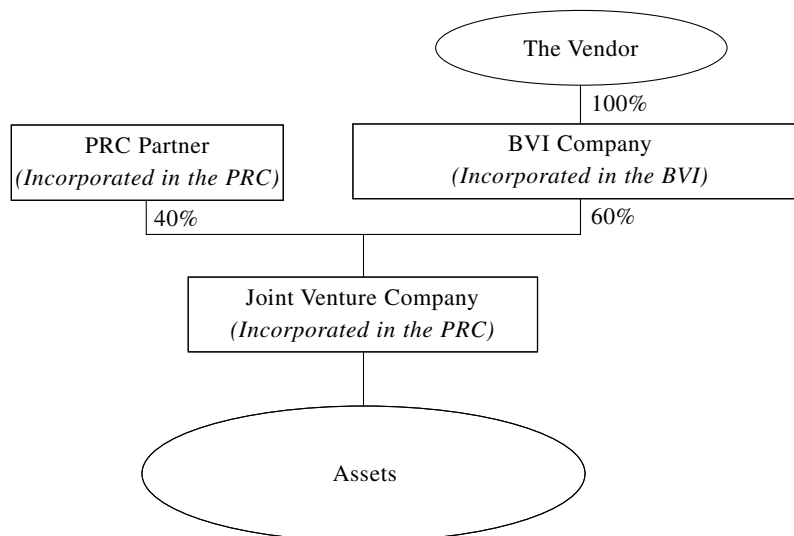 The Vendor
100%
PRC Partner
(Incorporated in the PRC)
BVI Company
(Incorporated in the BVI)
40%
60%
Joint Venture Company
(Incorporated in the PRC)
Assets